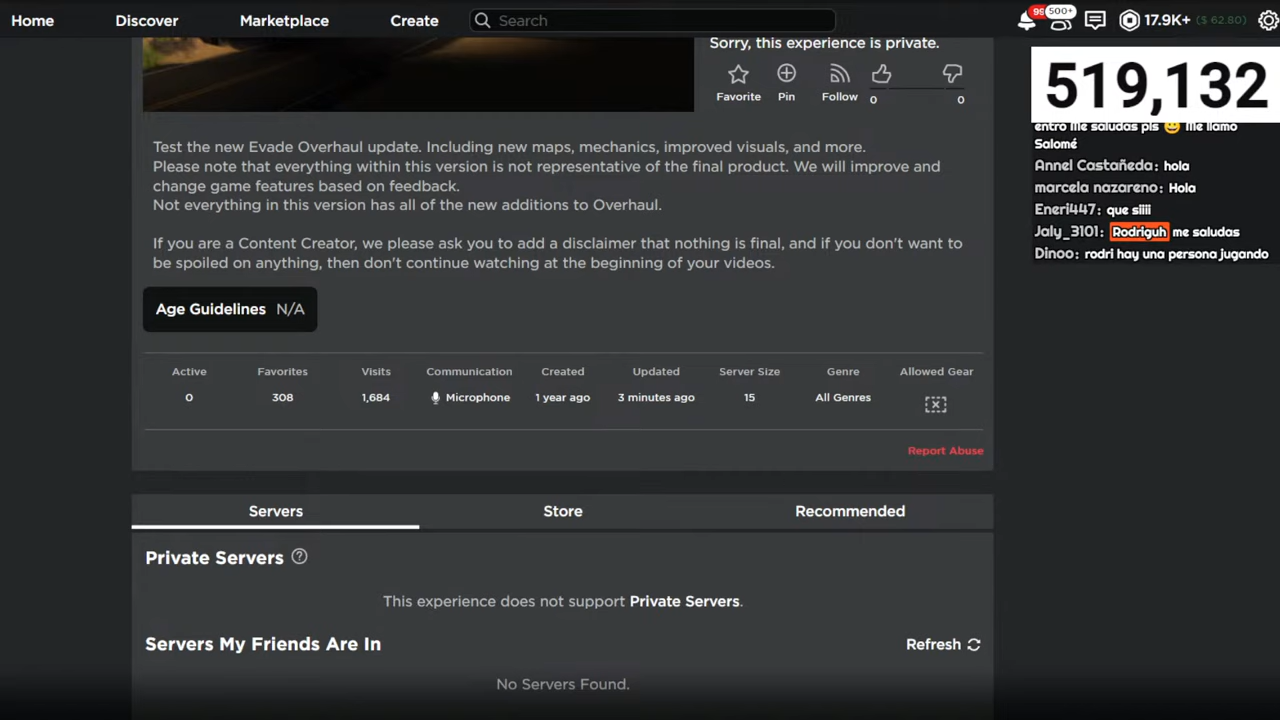 Home
Discover
Marketplace
Create
Search
99
500+
17.9K+
($ 62.80)
Sorry, this experience is private.
Favorite
Pin
Follow
0
0
519,132
entro me saludas pls 😀 Me llamo
Salomé
Annel Castañeda: hola
marcela nazareno: Hola
Eneri447: que siiii
Jaly_3101: Rodriguh me saludas
Dinoo: rodri hay una persona jugando
Test the new Evade Overhaul update. Including new maps, mechanics, improved visuals, and more.
Please note that everything within this version is not representative of the final product. We will improve and
change game features based on feedback.
Not everything in this version has all of the new additions to Overhaul.
If you are a Content Creator, we please ask you to add a disclaimer that nothing is final, and if you don't want to
be spoiled on anything, then don't continue watching at the beginning of your videos.
Age Guidelines N/A
Active Favorites Visits Communication Created Updated Server Size Genre Allowed Gear
0 308 1,684 Microphone 1 year ago 3 minutes ago 15 All Genres
Report Abuse
Servers Store Recommended
Private Servers
This experience does not support Private Servers.
Servers My Friends Are In
Refresh
No Servers Found.